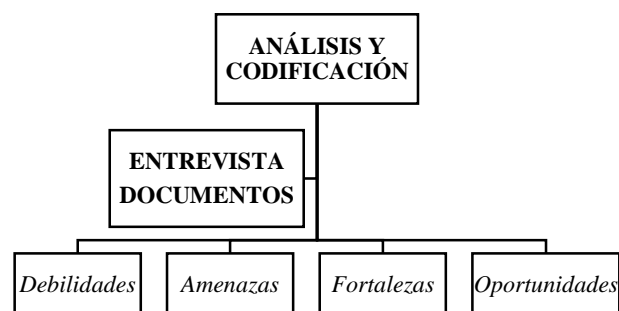 ANÁLISIS Y
CODIFICACIÓN
ENTREVISTA
DOCUMENTOS
Debilidades
Amenazas
Fortalezas
Oportunidades